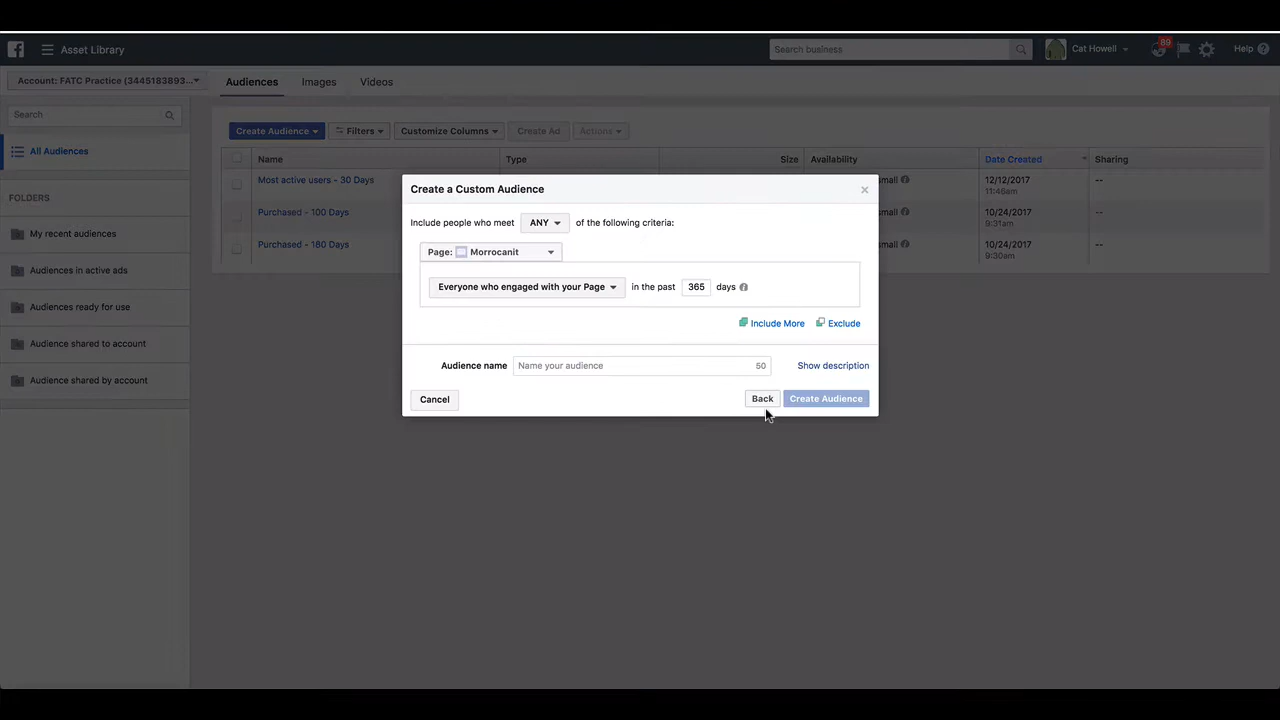 Asset Library
Search business
Cat Howell
89
Help
Account: FATC Practice (3445183893...
Audiences
Images
Videos
Search
Create Audience
Filters
Customize Columns
Create Ad
Actions
All Audiences
Name
Type
Size
Availability
Date Created
Sharing
Most active users - 30 Days
small
12/12/2017
11:46am
--
FOLDERS
Purchased - 100 Days
small
10/24/2017
9:31am
--
My recent audiences
Purchased - 180 Days
small
10/24/2017
9:30am
--
Audiences in active ads
Audiences ready for use
Audience shared to account
Audience shared by account
Create a Custom Audience
Include people who meet ANY of the following criteria:
Page: Morrocanit
Everyone who engaged with your Page in the past 365 days
Include More
Exclude
Audience name
Name your audience
50
Show description
Cancel
Back
Create Audience